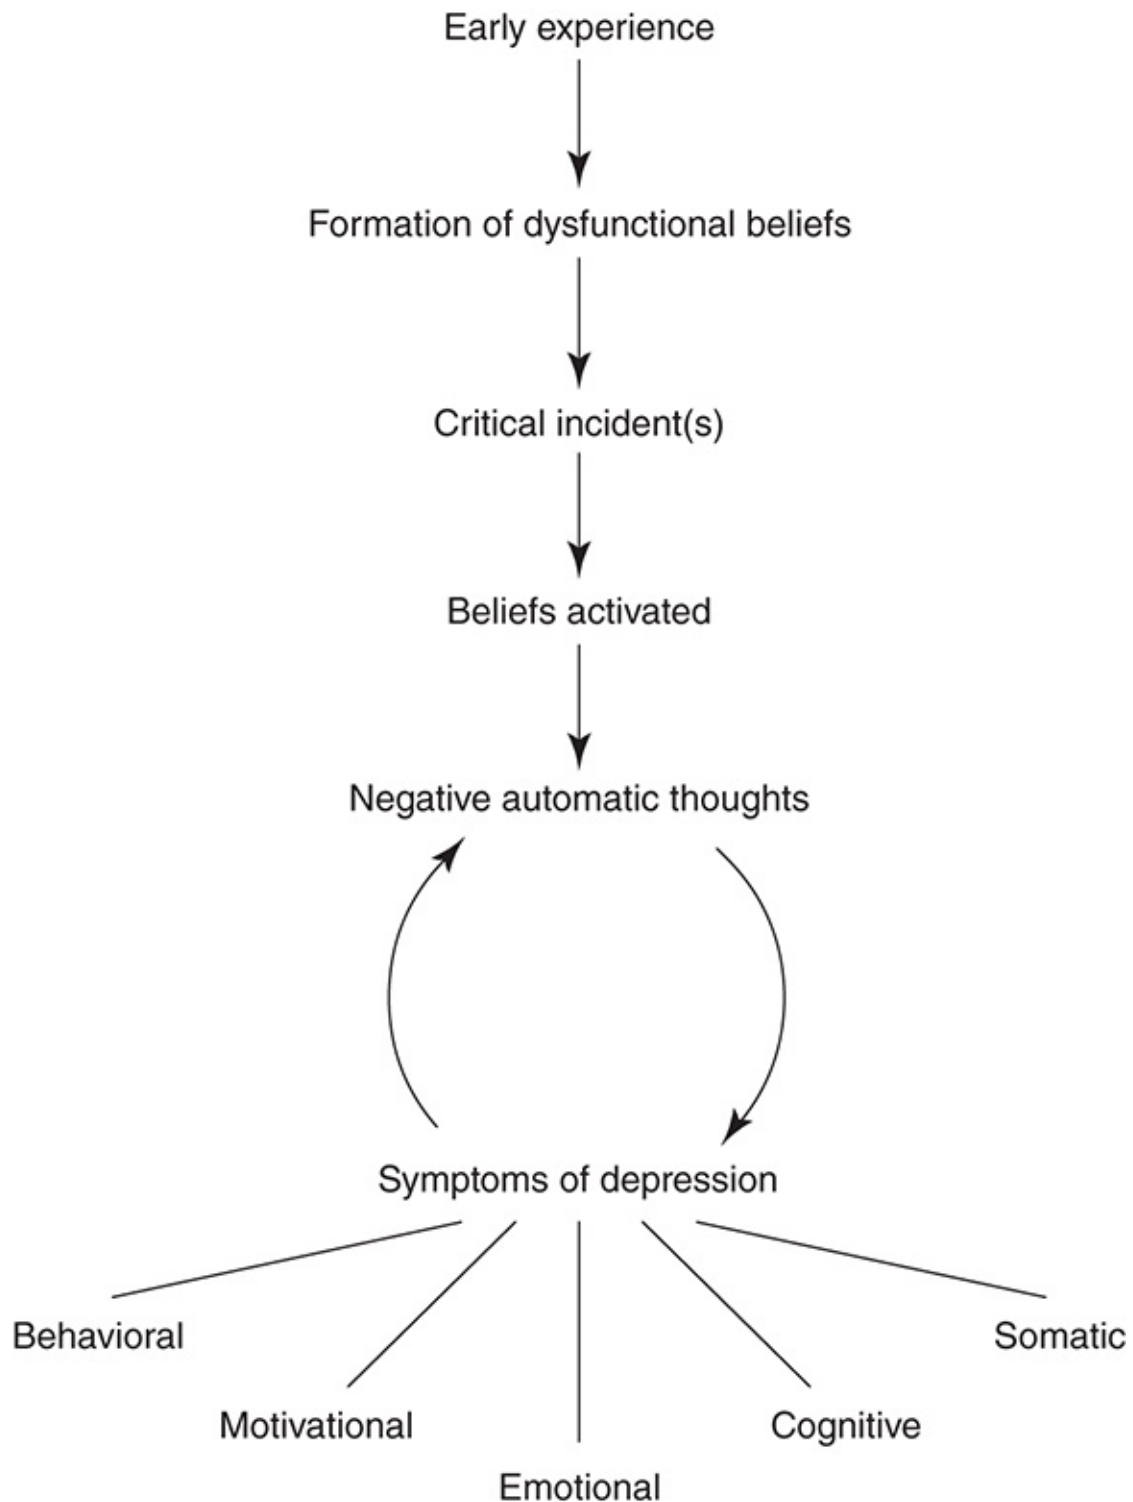 Early experience
Formation of dysfunctional beliefs
Critical incident(s)
Beliefs activated
Negative automatic thoughts
Symptoms of depression
Behavioral
Somatic
Motivational
Cognitive
Emotional